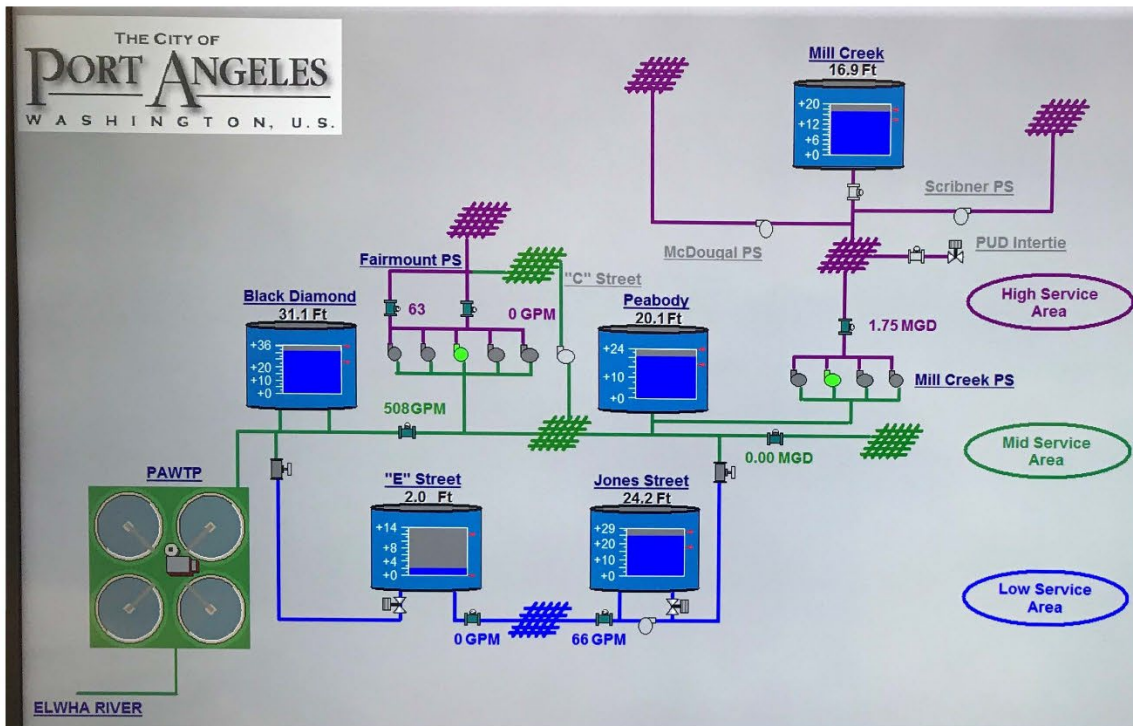 THE CITY OF
PORT ANGELES
WASHINGTON, U.S.
Mill Creek
16.9 Ft
+20
+12
+6
+0
Scribner PS
McDougal PS
PUD Intertie
Fairmount PS
"C" Street
High Service
Area
Black Diamond
31.1 Ft
63
0 GPM
Peabody
20.1 Ft
1.75 MGD
+36
+20
+10
+0
+24
+10
+0
Mill Creek PS
508GPM
0.00 MGD
Mid Service
Area
PAWTP
"E" Street
2.0 Ft
Jones Street
24.2 Ft
+14
+8
+4
+0
+29
+20
+10
+0
Low Service
Area
0 GPM
66 GPM
ELWHA RIVER